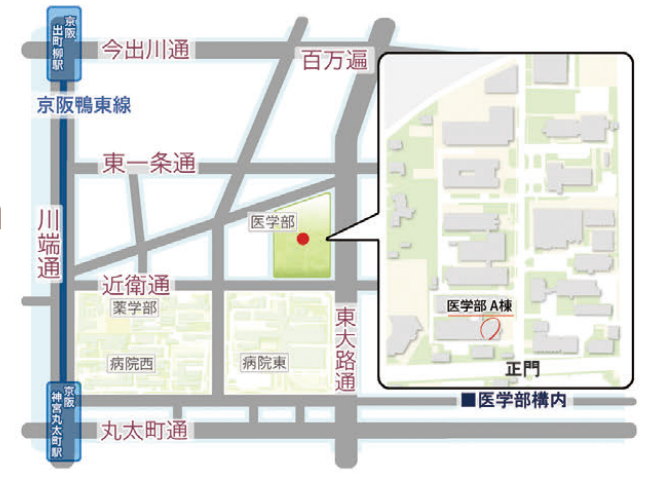 京阪
出町柳駅
今出川通
百万遍
京阪鴨東線
東一条通
川端通
医学部
近衛通
薬学部
病院西
病院東
東大路通
医学部 A棟
正門
■医学部構内
京阪
神宮丸太町駅
丸太町通